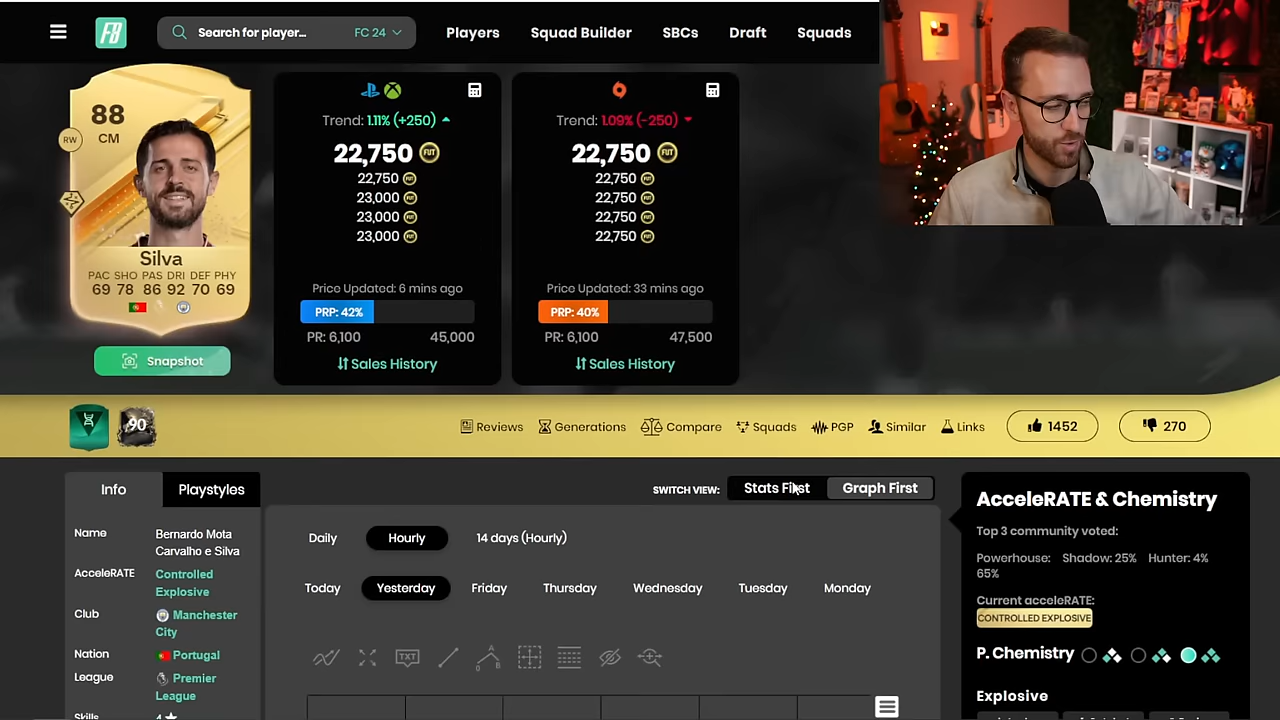 FB
Search for player...
FC 24
Players
Squad Builder
SBCs
Draft
Squads
88
CM
RW
Silva
PAC SHO PAS DRI DEF PHY
69 78 86 92 70 69
Snapshot
Trend: 1.11% (+250)
22,750 FUT
22,750
23,000
23,000
23,000
Price Updated: 6 mins ago
PRP: 42%
PR: 6,100
45,000
Sales History
Trend: 1.09% (-250)
22,750 FUT
22,750
22,750
22,750
22,750
Price Updated: 33 mins ago
PRP: 40%
PR: 6,100
47,500
Sales History
90
Reviews
Generations
Compare
Squads
PGP
Similar
Links
1452
270
Info
Playstyles
SWITCH VIEW:
Stats First
Graph First
Name
Bernardo Mota
Carvalho e Silva
AcceleRATE
Controlled
Explosive
Club
Manchester
City
Nation
Portugal
League
Premier
League
Skills
4
Daily
Hourly
14 days (Hourly)
Today
Yesterday
Friday
Thursday
Wednesday
Tuesday
Monday
TXT
AcceleRATE & Chemistry
Top 3 community voted:
Powerhouse: Shadow: 25% Hunter: 4%
65%
Current acceleRATE:
CONTROLLED EXPLOSIVE
P. Chemistry
Explosive